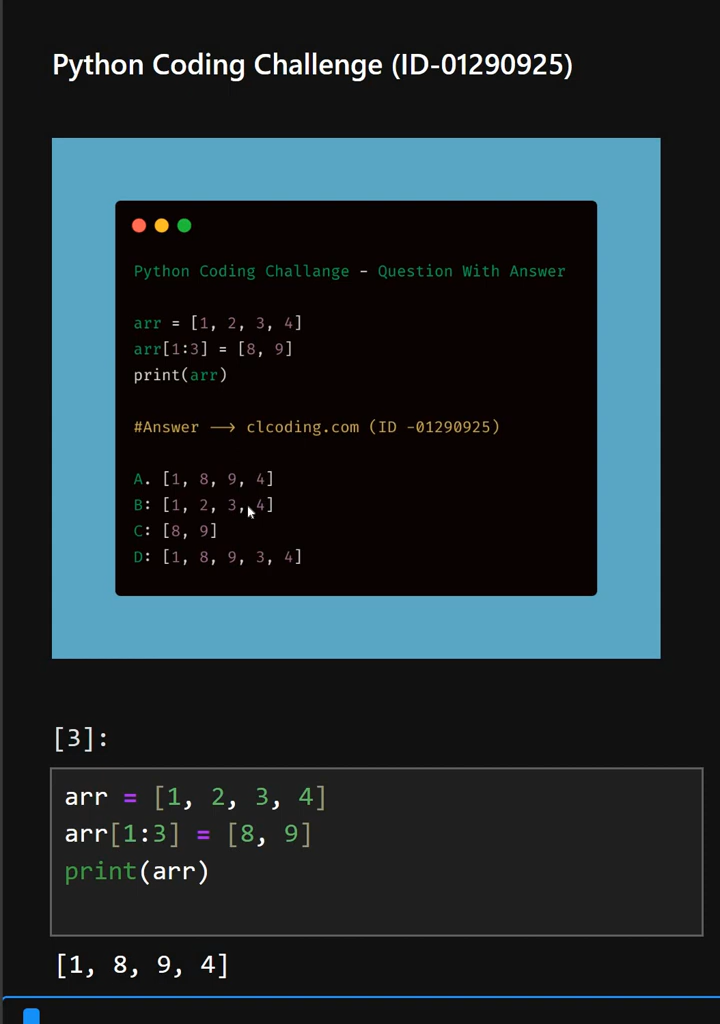 Python Coding Challenge (ID-01290925)
Python Coding Challange - Question With Answer
arr = [1, 2, 3, 4]
arr[1:3] = [8, 9]
print(arr)
#Answer --> clcoding.com (ID -01290925)
A. [1, 8, 9, 4]
B: [1, 2, 3, 4]
C: [8, 9]
D: [1, 8, 9, 3, 4]
[3]:
arr = [1, 2, 3, 4]
arr[1:3] = [8, 9]
print(arr)
[1, 8, 9, 4]